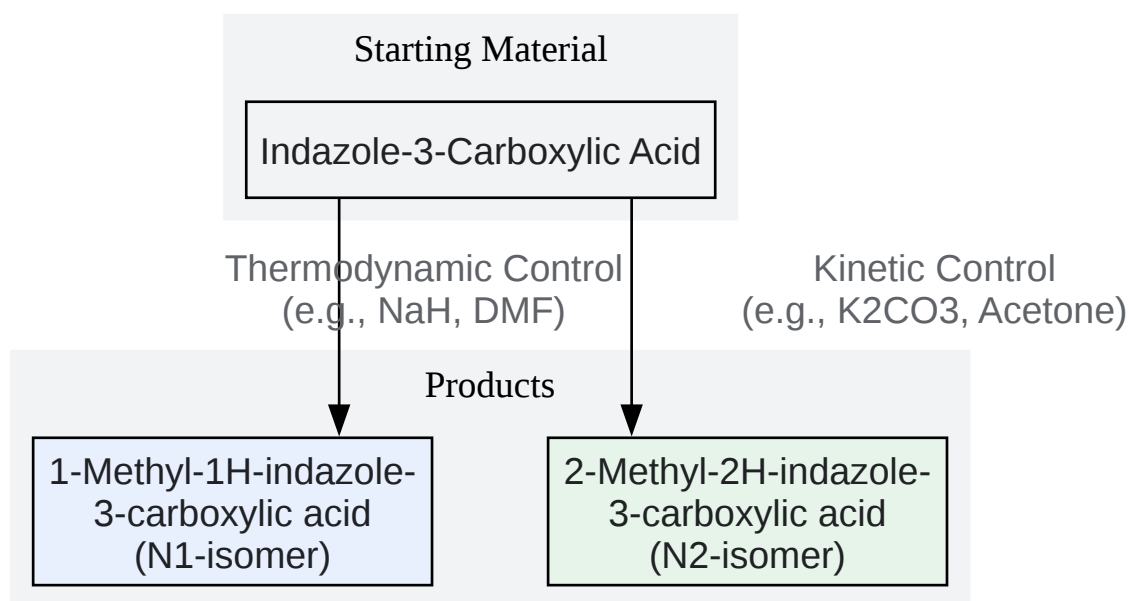 Starting Material
Indazole-3-Carboxylic Acid
Thermodynamic Control
(e.g., NaH, DMF)
Kinetic Control
(e.g., K2CO3, Acetone)
Products
1-Methyl-1H-indazole-
3-carboxylic acid
(N1-isomer)
2-Methyl-2H-indazole-
3-carboxylic acid
(N2-isomer)